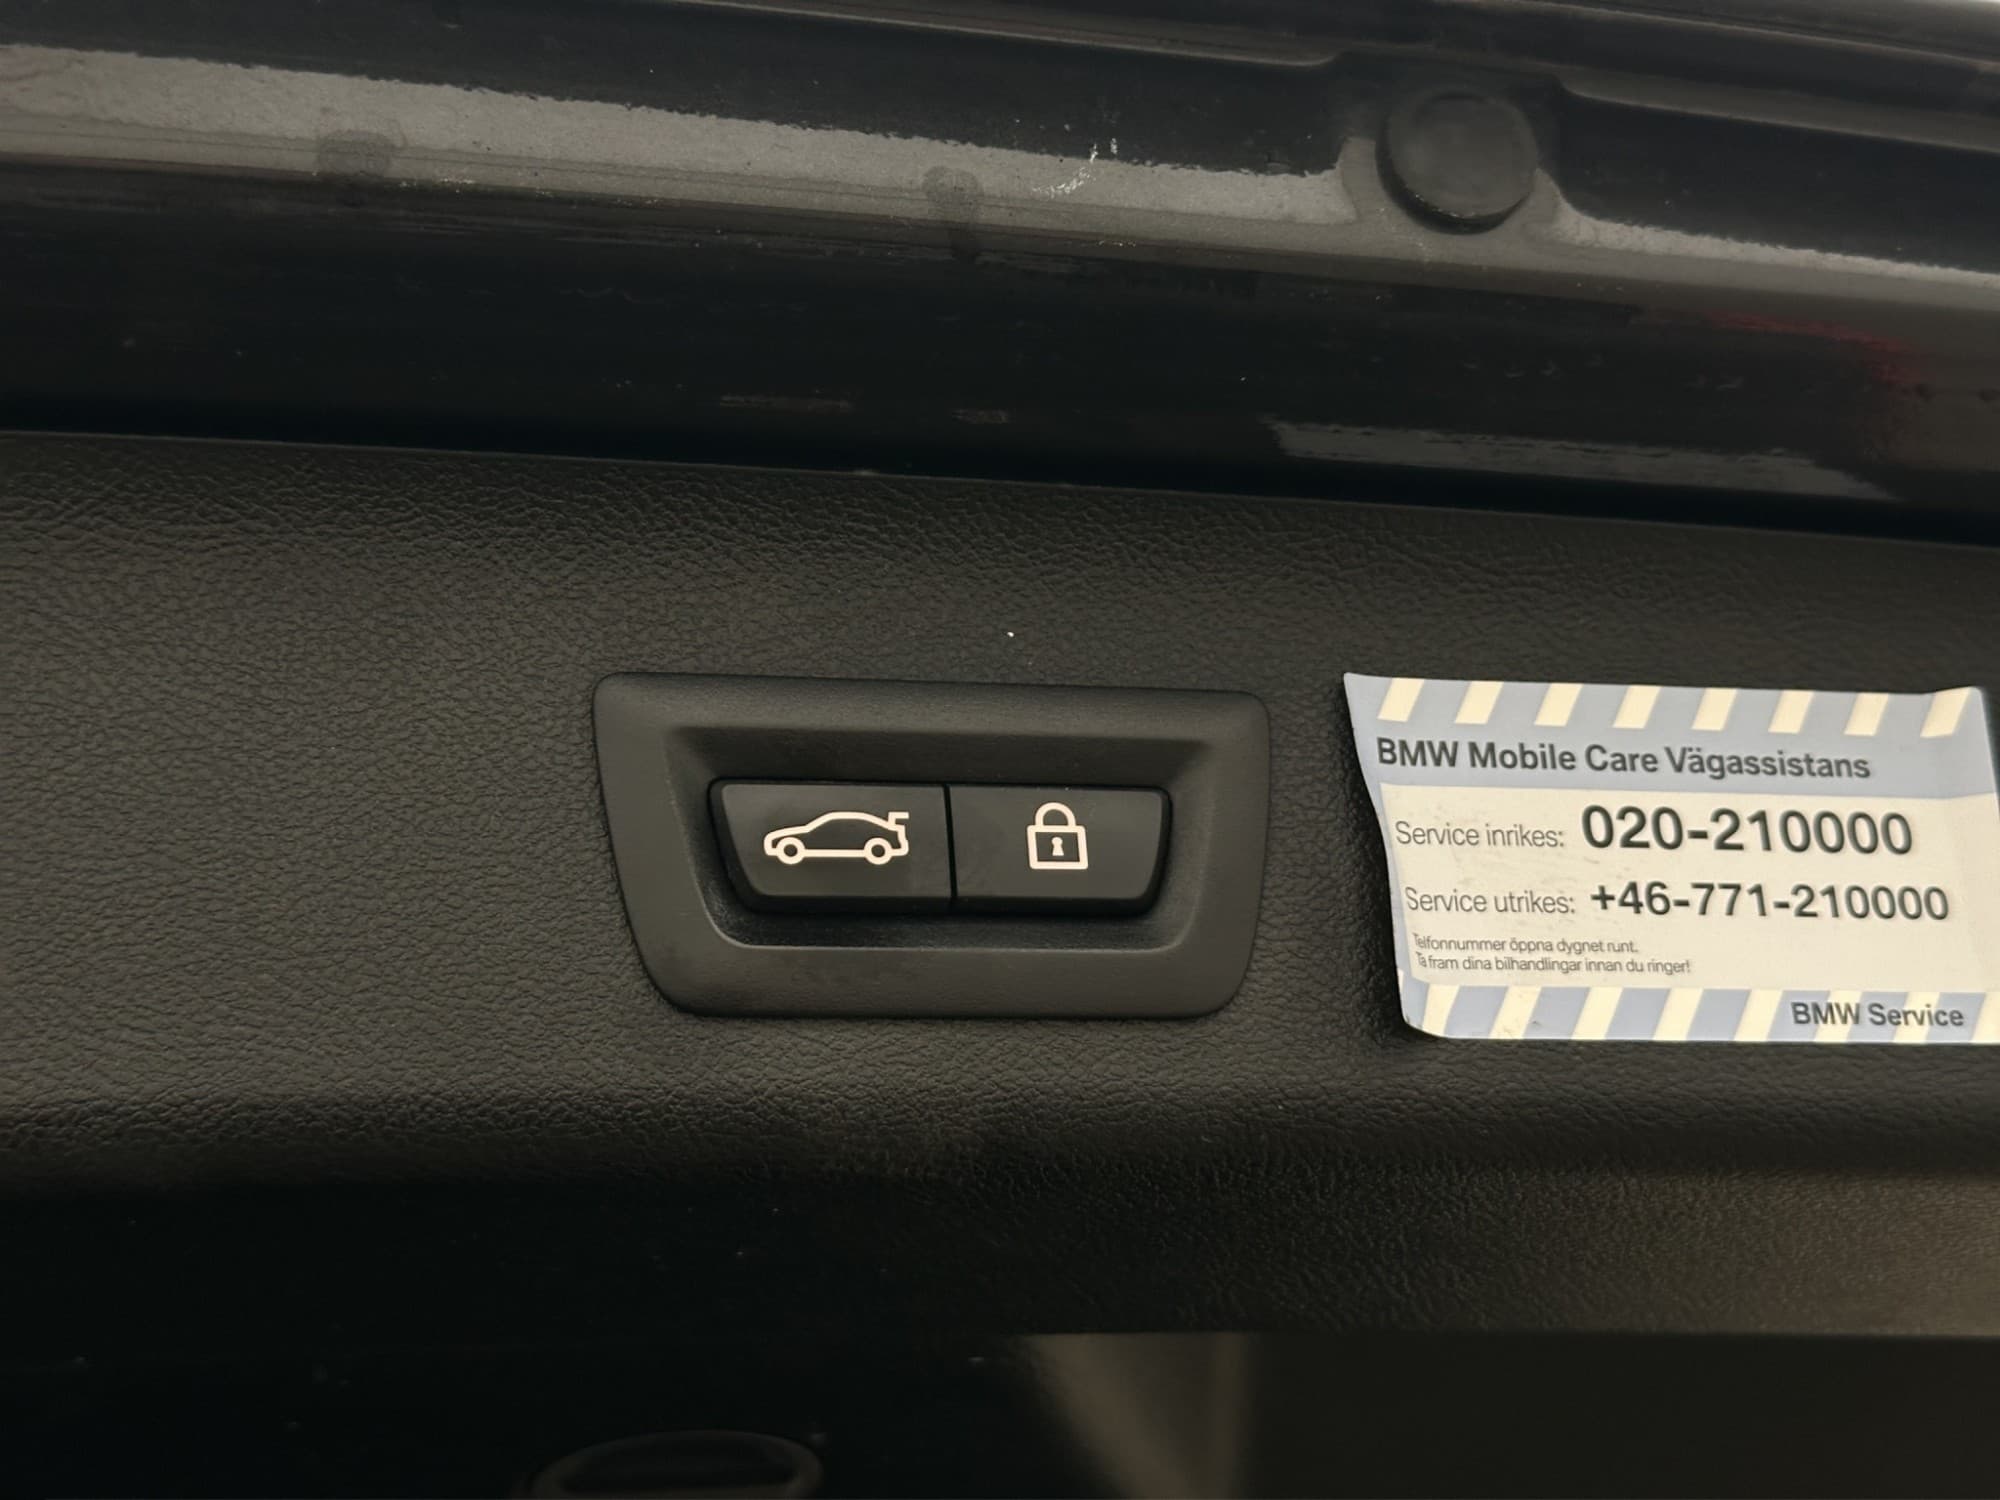 BMW Mobile Care Vägassistans
Service inrikes: 020-210000
Service utrikes: +46-771-210000
Telfonnummer öppna dygnet runt.
Ta fram dina bilhandlingar innan du ringer!
BMW Service